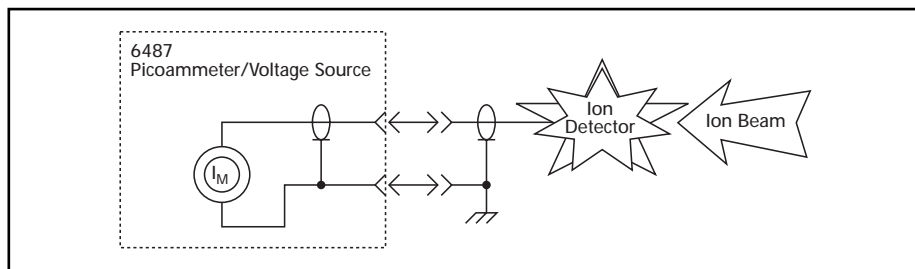 6487
Picoammeter/Voltage Source
IM
Ion
Detector
Ion Beam